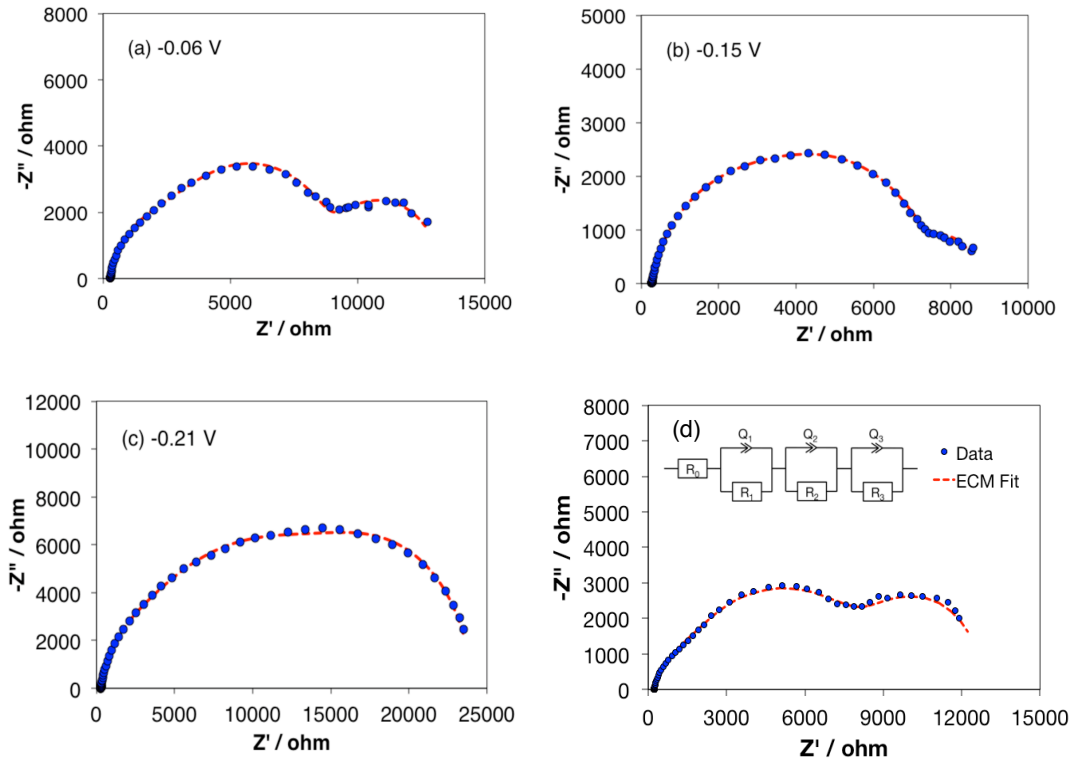 8000
6000
4000
2000
0
-Z" / ohm
(a) -0.06 V
0 5000 10000 15000
Z' / ohm
5000
4000
3000
2000
1000
0
-Z" / ohm
(b) -0.15 V
0 2000 4000 6000 8000 10000
Z' / ohm
12000
10000
8000
6000
4000
2000
0
-Z" / ohm
(c) -0.21 V
0 5000 10000 15000 20000 25000
Z' / ohm
8000
7000
6000
5000
4000
3000
2000
1000
0
-Z" / ohm
(d)
Q1 Q2 Q3
R0
R1 R2 R3
Data
ECM Fit
0 3000 6000 9000 12000 15000
Z' / ohm